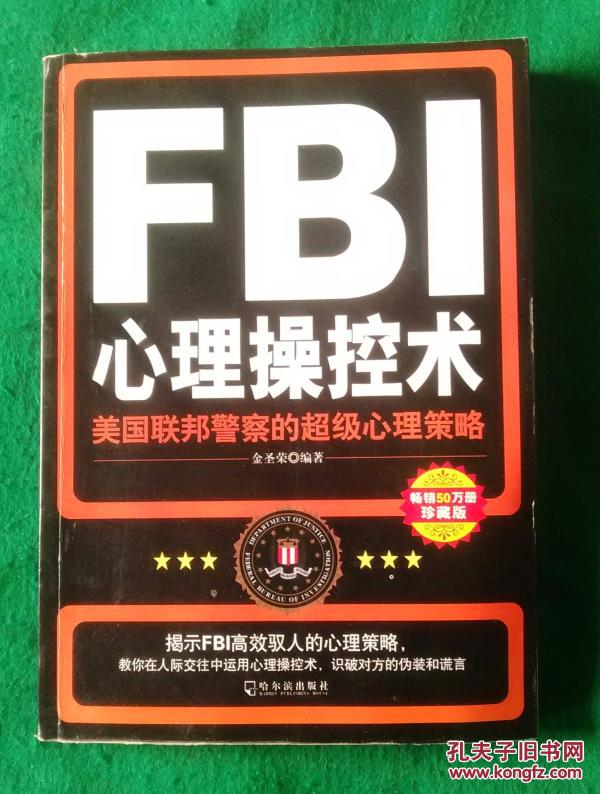 FBI
心理操控术
美国联邦警察的超级心理策略
金圣荣◎编著
畅销50万册
珍藏版
DEPARTMENT OF JUSTICE
FEDERAL BUREAU OF INVESTIGATION
揭示FBI高效驭人的心理策略,
教你在人际交往中运用心理操控术,识破对方的伪装和谎言
哈尔滨出版社
HARBIN PUBLISHING HOUSE
孔夫子旧书网
www.kongfz.com